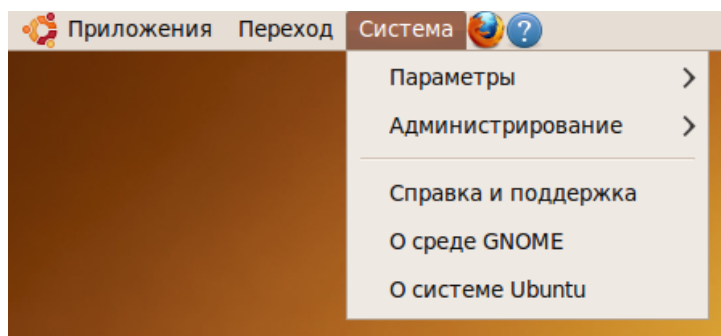 Приложения Переход Система ?
Параметры
Администрирование
Справка и поддержка
О среде GNOME
О системе Ubuntu